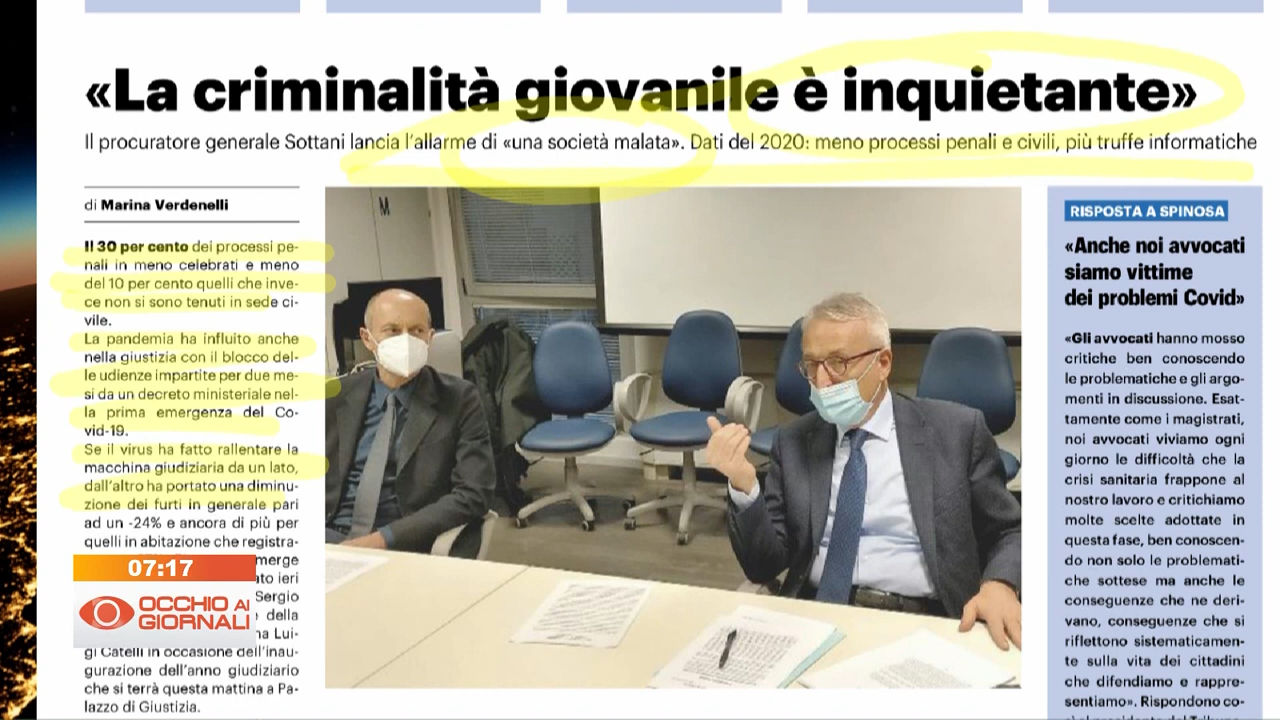 «La criminalità giovanile è inquietante»
Il procuratore generale Sottani lancia l'allarme di «una società malata». Dati del 2020: meno processi penali e civili, più truffe informatiche
di Marina Verdenelli
Il 30 per cento dei processi pe-
nali in meno celebrati e meno
del 10 per cento quelli che inve-
ce non si sono tenuti in sede ci-
vile.
La pandemia ha influito anche
nella giustizia con il blocco del-
le udienze impartite per due me-
si da un decreto ministeriale nel-
la prima emergenza del Co-
vid-19.
Se il virus ha fatto rallentare la
macchina giudiziaria da un lato,
dall'altro ha portato una diminu-
zione dei furti in generale pari
ad un -24% e ancora di più per
quelli in abitazione che registra-
merge
ato ieri
Sergio
della
na Lui-
gi Catelli in occasione dell'inau-
gurazione dell'anno giudiziario
che si terrà questa mattina a Pa-
lazzo di Giustizia.
07:17
OCCHIO AI
GIORNALI
M
RISPOSTA A SPINOSA
«Anche noi avvocati
siamo vittime
dei problemi Covid»
«Gli avvocati hanno mosso
critiche ben conoscendo
le problematiche e gli argo-
menti in discussione. Esat-
tamente come i magistrati,
noi avvocati viviamo ogni
giorno le difficoltà che la
crisi sanitaria frappone al
nostro lavoro e critichiamo
molte scelte adottate in
questa fase, ben conoscen-
do non solo le problemati-
che sottese ma anche le
conseguenze che ne deri-
vano, conseguenze che si
riflettono sistematicamen-
te sulla vita dei cittadini
che difendiamo e rappre-
sentiamo». Rispondono co-